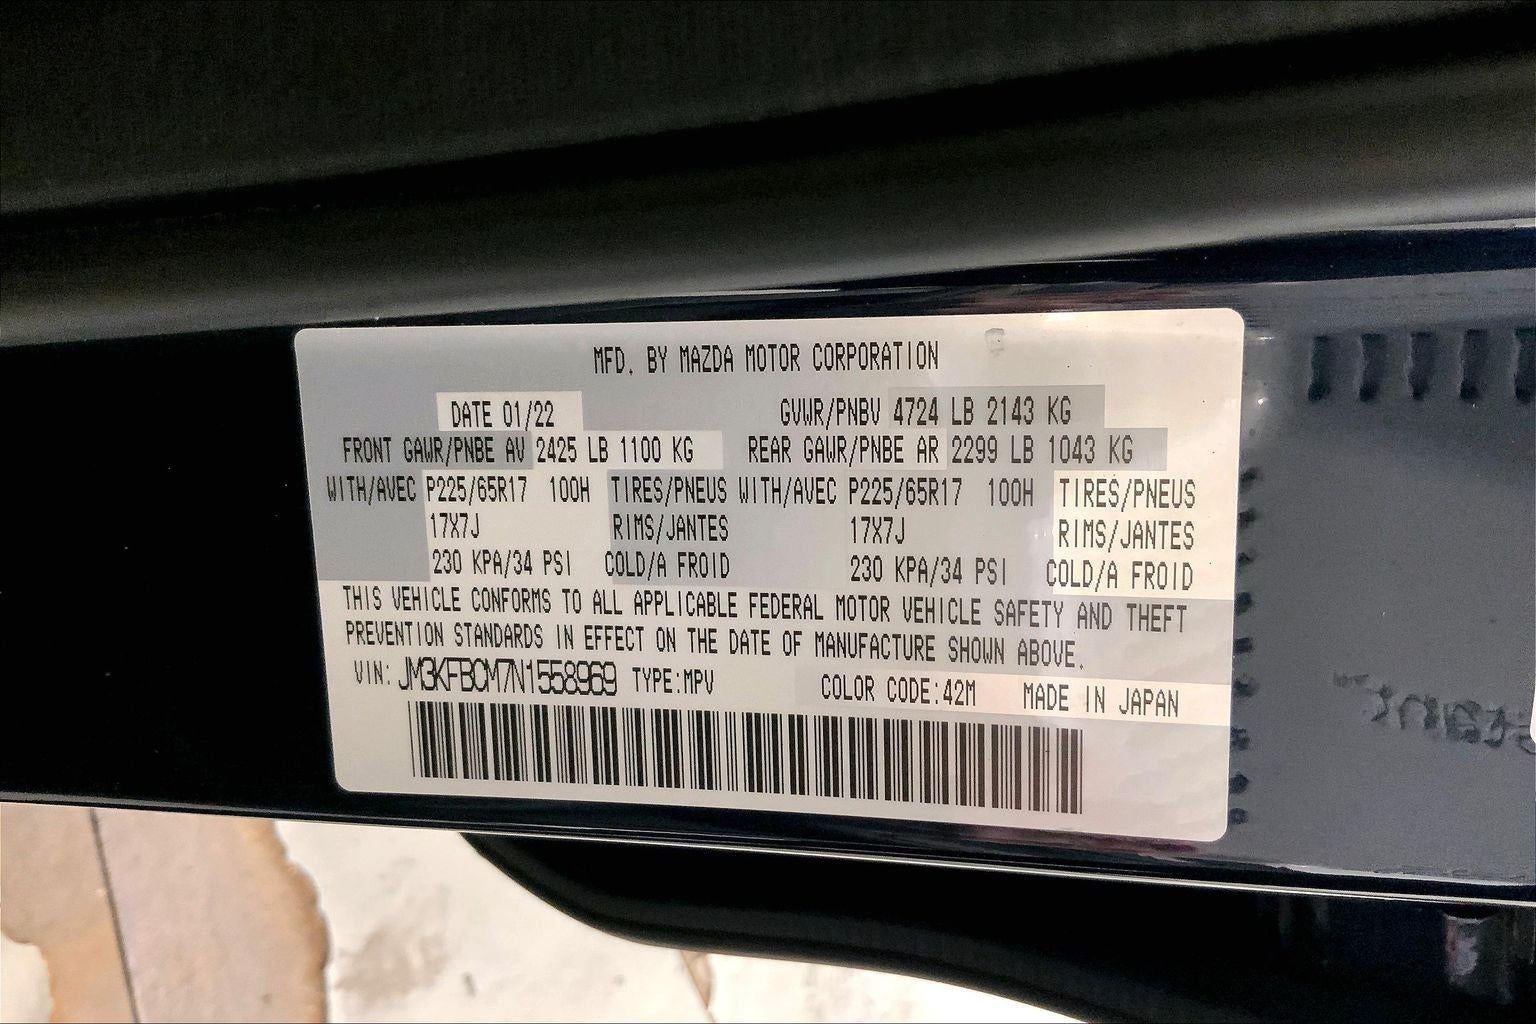 MFD. BY MAZDA MOTOR CORPORATION
DATE 01/22 GVWR/PNBV 4724 LB 2143 KG
FRONT GAWR/PNBE AV 2425 LB 1100 KG REAR GAWR/PNBE AR 2299 LB 1043 KG
WITH/AVEC P225/65R17 100H TIRES/PNEUS WITH/AVEC P225/65R17 100H TIRES/PNEUS
17X7J RIMS/JANTES 17X7J RIMS/JANTES
230 KPA/34 PSI COLD/A FROID 230 KPA/34 PSI COLD/A FROID
THIS VEHICLE CONFORMS TO ALL APPLICABLE FEDERAL MOTOR VEHICLE SAFETY AND THEFT
PREVENTION STANDARDS IN EFFECT ON THE DATE OF MANUFACTURE SHOWN ABOVE.
VIN: JM3KFBCM7N1558969 TYPE:MPV COLOR CODE:42M MADE IN JAPAN